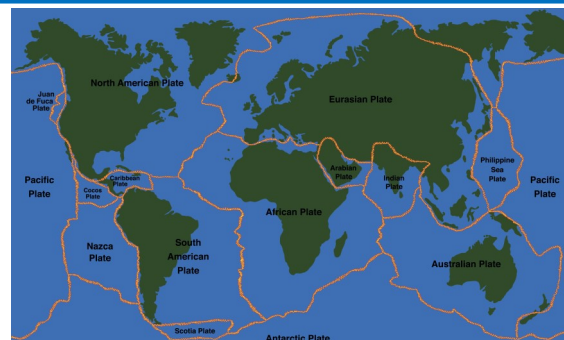 North American Plate
Juan
de Fuca
Plate
Eurasian Plate
Caribbean
Plate
Cocos
Plate
Pacific
Plate
Arabian
Plate
Indian
Plate
Philippine
Sea
Plate
Pacific
Plate
African Plate
Nazca
Plate
South
American
Plate
Australian Plate
Scotia Plate
Antarctic Plate